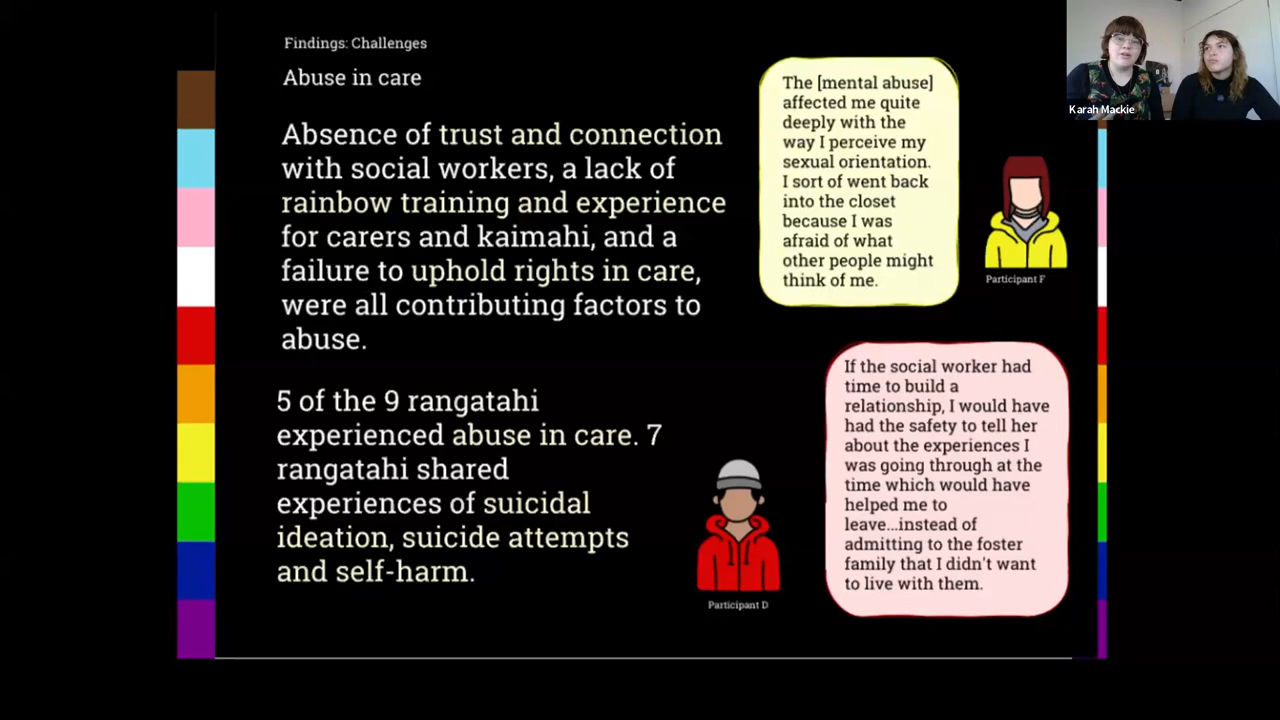 Findings: Challenges
Abuse in care
Absence of trust and connection
with social workers, a lack of
rainbow training and experience
for carers and kaimahi, and a
failure to uphold rights in care,
were all contributing factors to
abuse.
5 of the 9 rangatahi
experienced abuse in care. 7
rangatahi shared
experiences of suicidal
ideation, suicide attempts
and self-harm.
The [mental abuse]
affected me quite
deeply with the
way I perceive my
sexual orientation.
I sort of went back
into the closet
because I was
afraid of what
other people might
think of me.
Participant F
If the social worker had
time to build a
relationship, I would have
had the safety to tell her
about the experiences I
was going through at the
time which would have
helped me to
leave...instead of
admitting to the foster
family that I didn't want
to live with them.
Participant D
Karah Mackie